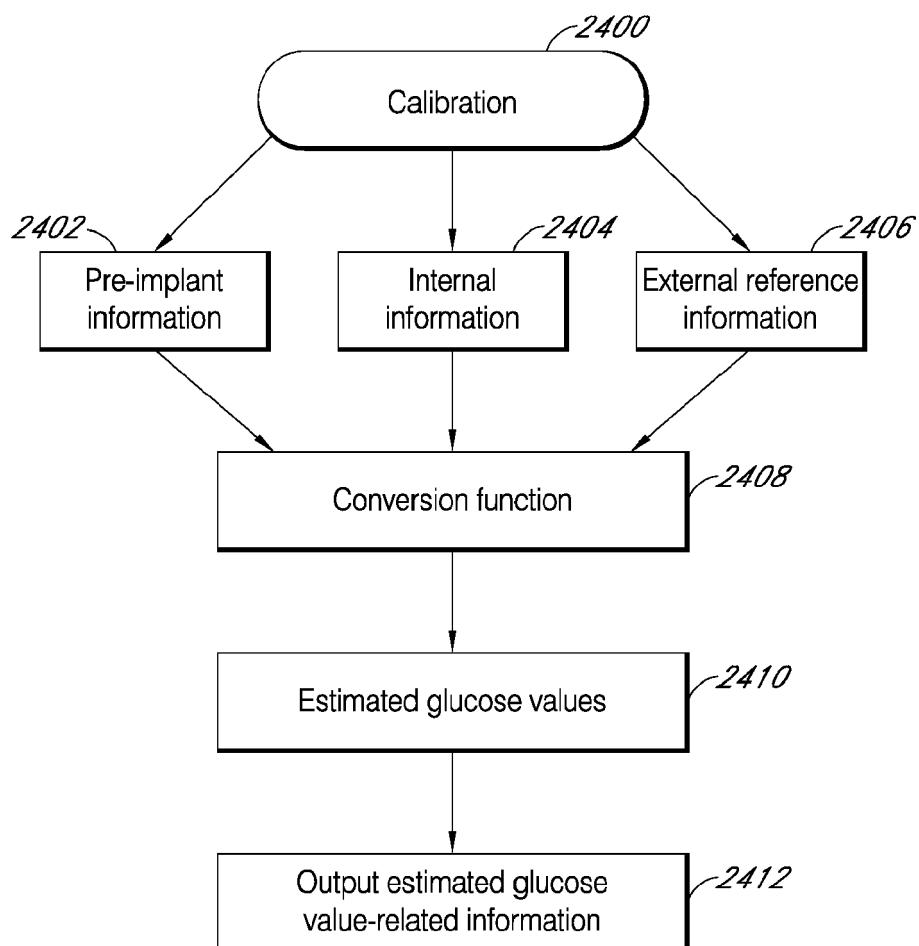 2400
Calibration
2402
2404
2406
Pre-implant
information
Internal
information
External reference
information
2408
Conversion function
2410
Estimated glucose values
2412
Output estimated glucose
value-related information